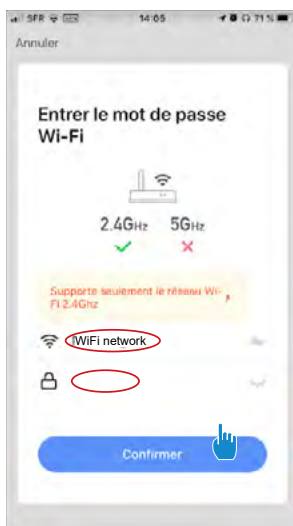 SFR 14:05 71 %
Annuler
Entrer le mot de passe
Wi-Fi
2.4GHz 5GHz
Supporte seulement le réseau Wi-
Fi 2.4Ghz
WiFi network
Confirmer